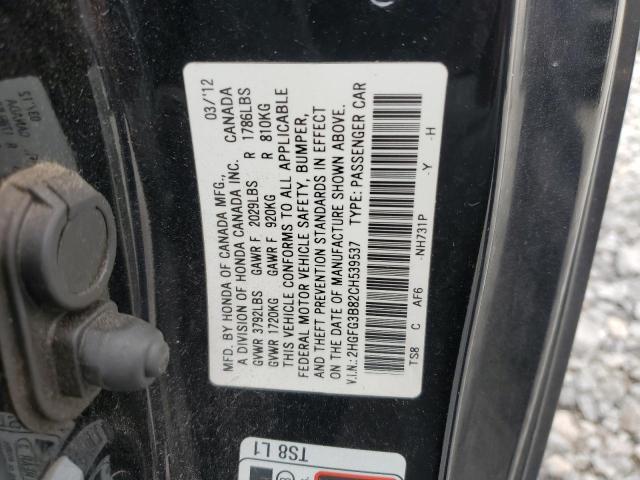 MFD. BY HONDA OF CANADA MFG., 03/'12
A DIVISION OF HONDA CANADA INC. CANADA
GVWR 3792LBS GAWR F 2029LBS R 1786LBS
GVWR 1720KG GAWR F 920KG R 810KG
THIS VEHICLE CONFORMS TO ALL APPLICABLE
FEDERAL MOTOR VEHICLE SAFETY, BUMPER,
AND THEFT PREVENTION STANDARDS IN EFFECT
ON THE DATE OF MANUFACTURE SHOWN ABOVE.
V.I.N.: 2HGFG3B82CH539537 TYPE: PASSENGER CAR
TS8 C AF6 -NH731P -Y -H
TS8 L1